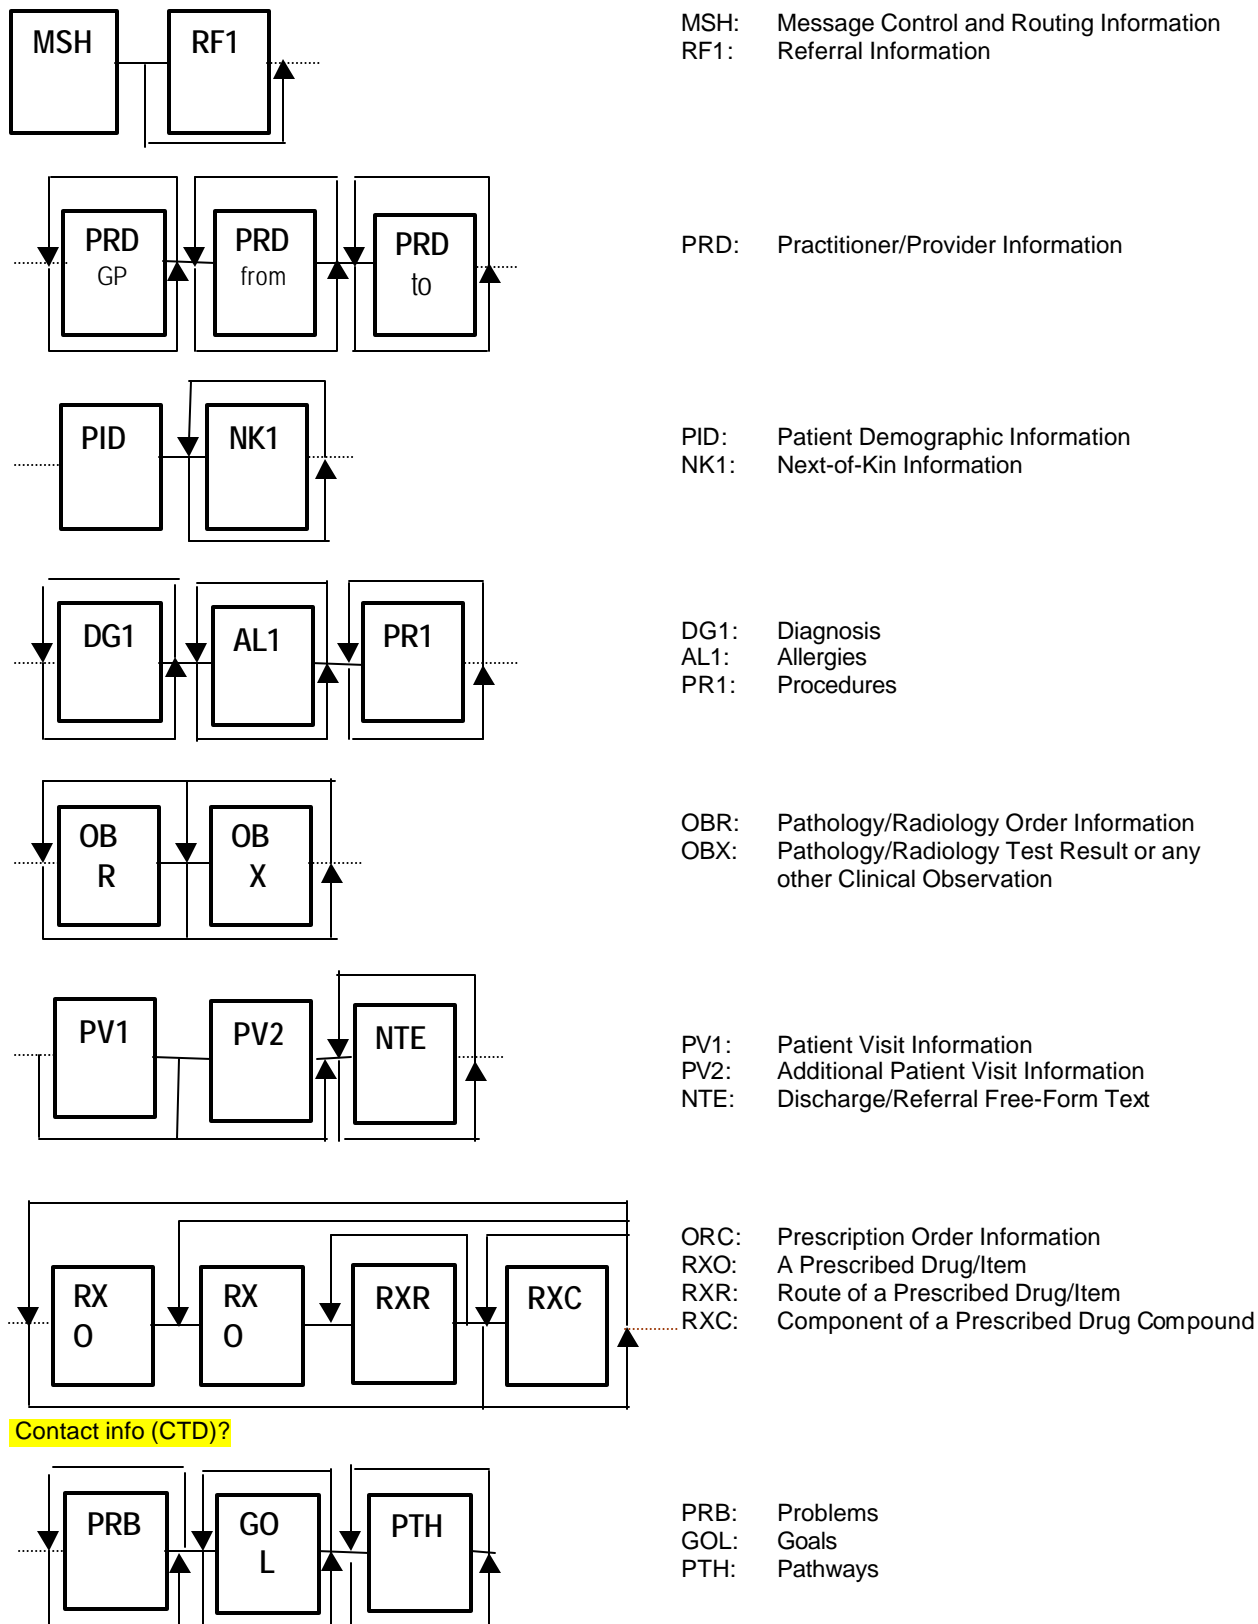 MSH RF1
MSH: Message Control and Routing Information
RF1: Referral Information
PRD PRD PRD
GP from to
PRD: Practitioner/Provider Information
PID NK1
PID: Patient Demographic Information
NK1: Next-of-Kin Information
DG1 AL1 PR1
DG1: Diagnosis
AL1: Allergies
PR1: Procedures
OB OB
R X
OBR: Pathology/Radiology Order Information
OBX: Pathology/Radiology Test Result or any
other Clinical Observation
PV1 PV2 NTE
PV1: Patient Visit Information
PV2: Additional Patient Visit Information
NTE: Discharge/Referral Free-Form Text
RX RX RXR RXC
O O
ORC: Prescription Order Information
RXO: A Prescribed Drug/Item
RXR: Route of a Prescribed Drug/Item
RXC: Component of a Prescribed Drug Compound
Contact info (CTD)?
PRB GO PTH
L
PRB: Problems
GOL: Goals
PTH: Pathways